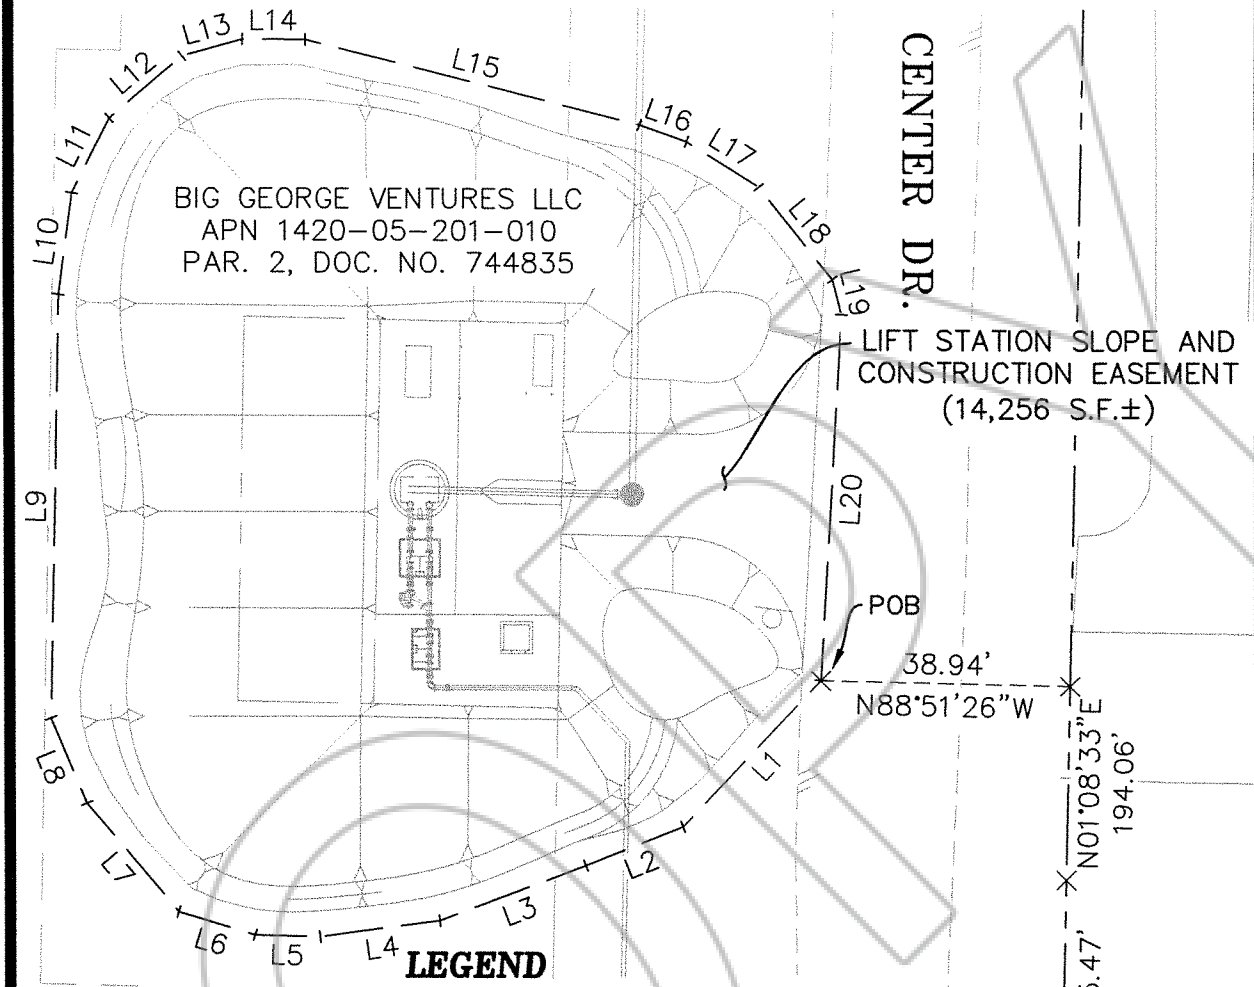 L13
L14
L12
L15
L16
L11
L17
CENTER DR.
BIG GEORGE VENTURES LLC
APN 1420-05-201-010
PAR. 2, DOC. NO. 744835
L18
L10
L19
LIFT STATION SLOPE AND
CONSTRUCTION EASEMENT
(14,256 S.F.±)
L9
L20
POB
38.94'
N88°51'26"W
N01°08'33"E
194.06'
L8
L1
L7
L2
L3
L6
L5
L4
LEGEND